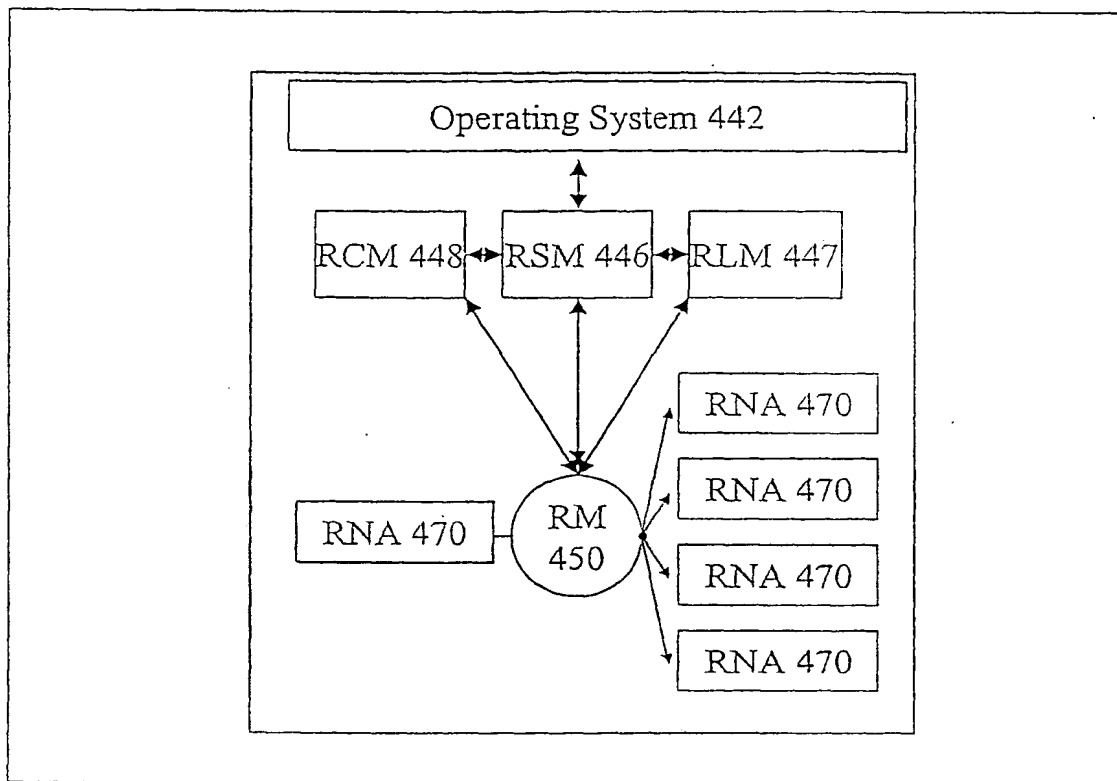 Operating System 442
RCM 448
RSM 446
RLM 447
RNA 470
RNA 470
RNA 470
RM
450
RNA 470
RNA 470